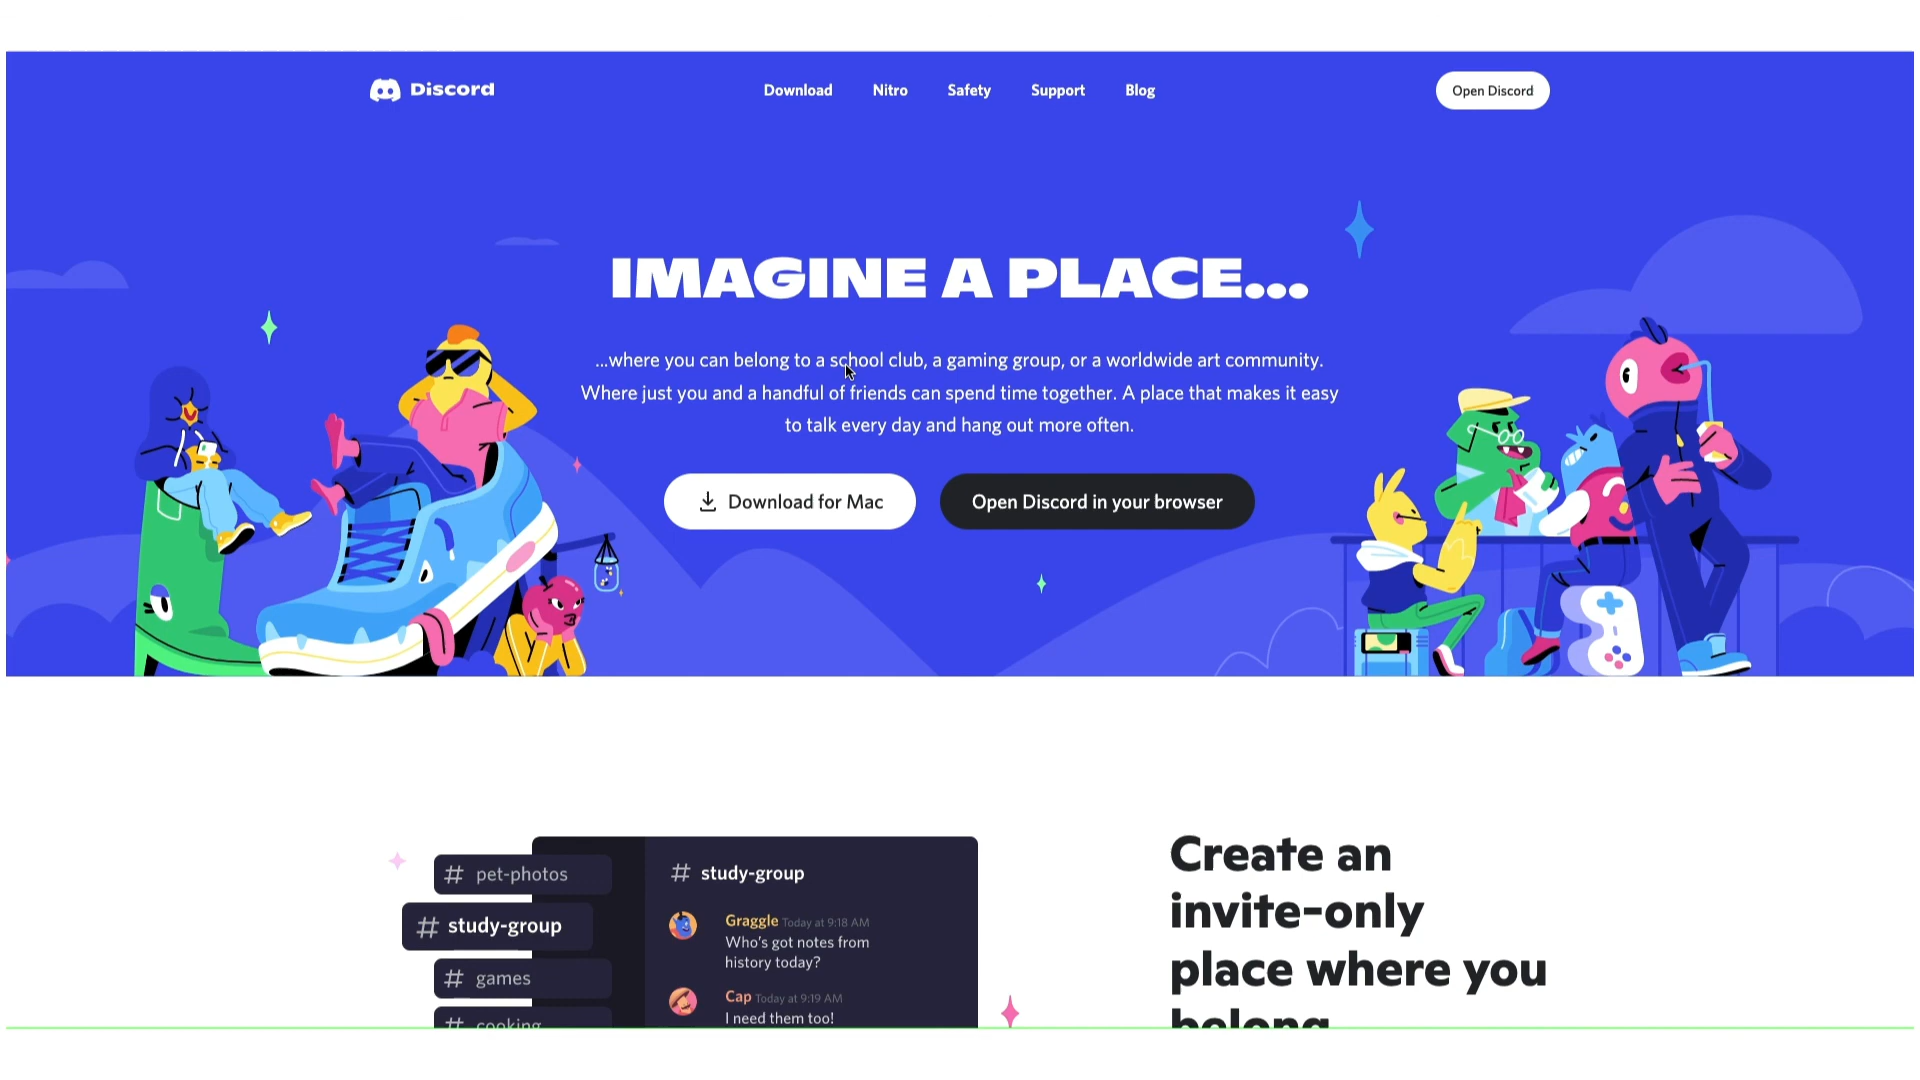 Discord
Download Nitro Safety Support Blog
Open Discord
IMAGINE A PLACE...
...where you can belong to a school club, a gaming group, or a worldwide art community.
Where just you and a handful of friends can spend time together. A place that makes it easy
to talk every day and hang out more often.
Download for Mac
Open Discord in your browser
# pet-photos
# study-group
# games
# cooking
# study-group
Graggle Today at 9:18 AM
Who's got notes from
history today?
Cap Today at 9:19 AM
I need them too!
Create an
invite-only
place where you
belong